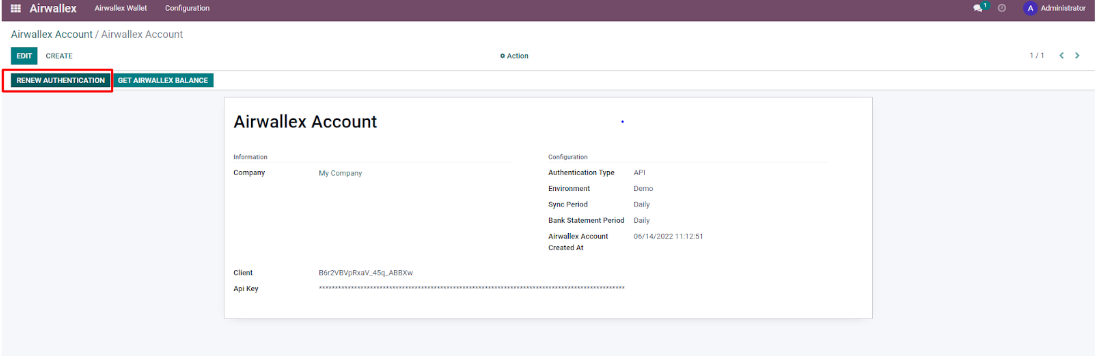 Airwallex Airwallex Wallet Configuration 1 A Administrator
Airwallex Account / Airwallex Account
EDIT CREATE Action 1 / 1
RENEW AUTHENTICATION GET AIRWALLEX BALANCE
Airwallex Account
Information
Company My Company
Configuration
Authentication Type API
Environment Demo
Sync Period Daily
Bank Statement Period Daily
Airwallex Account 06/14/2022 11:12:51
Created At
Client B6r2VBVpRxaV_45q_ABBXw
Api Key